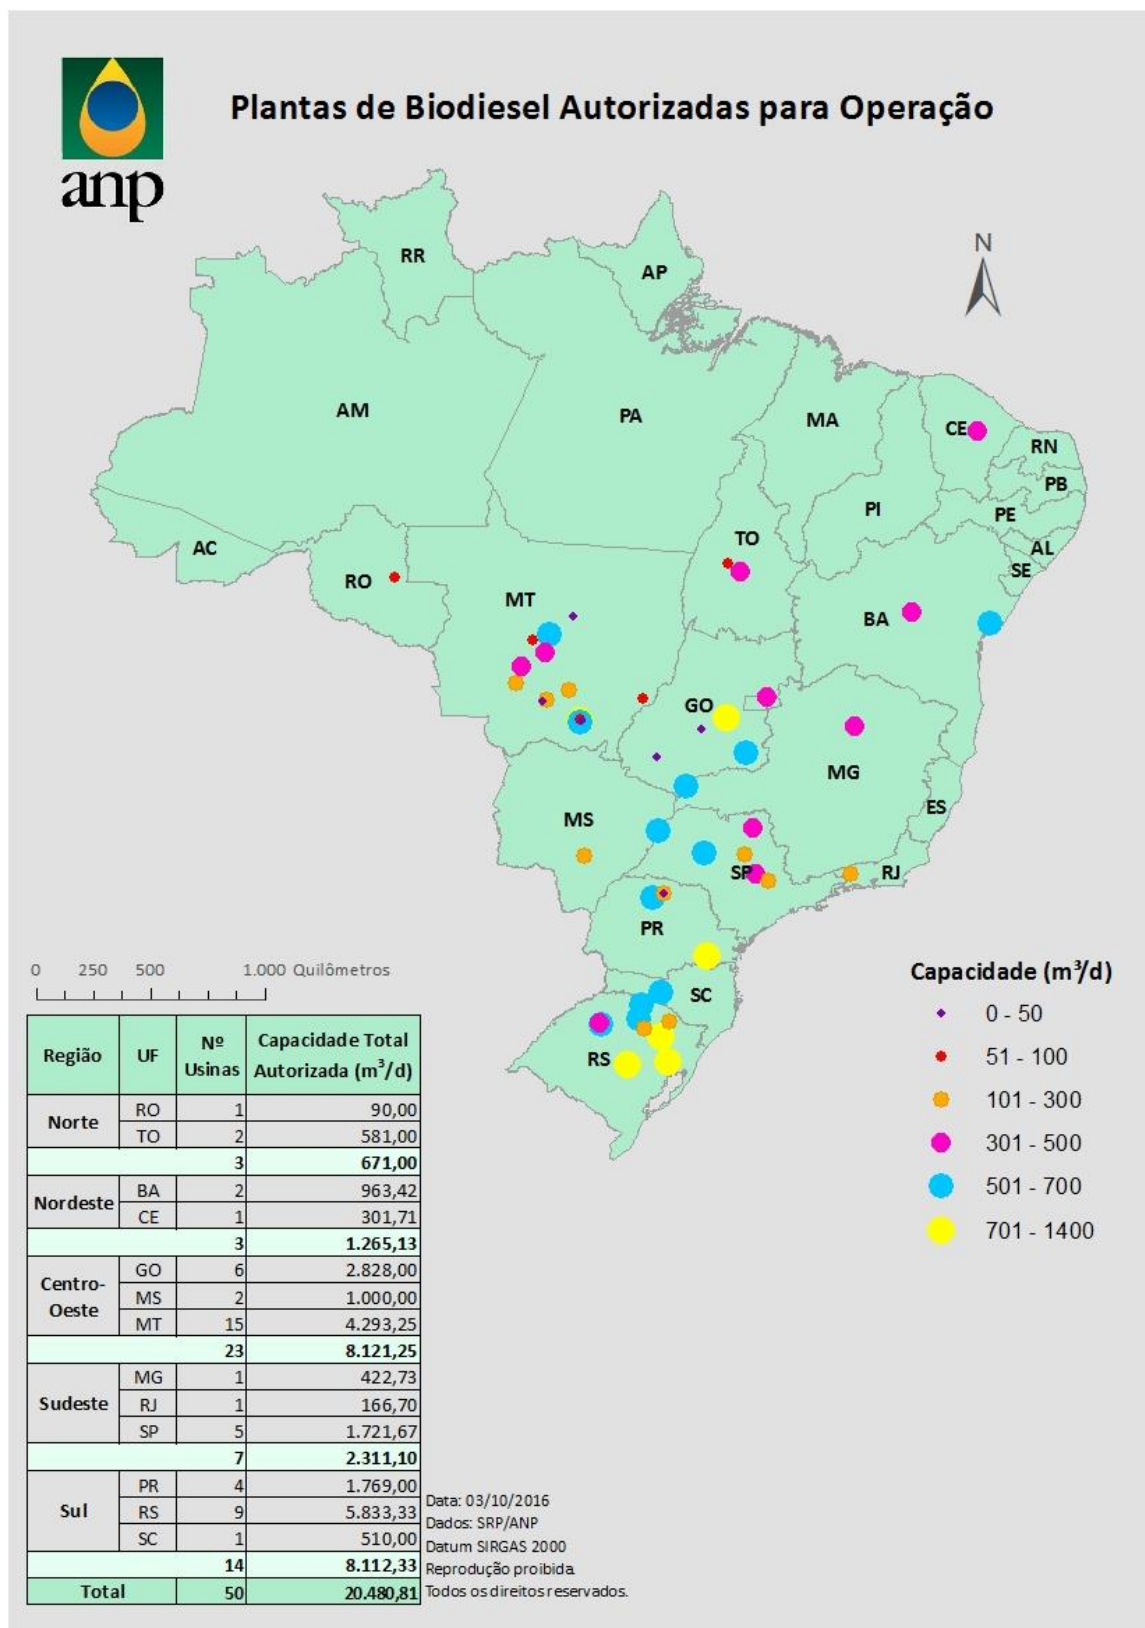 anp
Plantas de Biodiesel Autorizadas para Operação
N
RR
AP
AM
PA
MA
CE
RN
PB
PI
PE
AC
TO
AL
RO
SE
MT
BA
GO
MG
MS
ES
SP
RJ
PR
SC
RS
0 250 500 1.000 Quilômetros
Capacidade (m³/d)
0 - 50
51 - 100
101 - 300
301 - 500
501 - 700
701 - 1400
Região UF Nº Usinas Capacidade Total Autorizada (m³/d)
Norte RO 1 90,00
TO 2 581,00
3 671,00
Nordeste BA 2 963,42
CE 1 301,71
3 1.265,13
Centro-Oeste GO 6 2.828,00
MS 2 1.000,00
MT 15 4.293,25
23 8.121,25
Sudeste MG 1 422,73
RJ 1 166,70
SP 5 1.721,67
7 2.311,10
Sul PR 4 1.769,00
RS 9 5.833,33
SC 1 510,00
14 8.112,33
Total 50 20.480,81
Data: 03/10/2016
Dados: SRP/ANP
Datum SIRGAS 2000
Reprodução proibida.
Todos os direitos reservados.